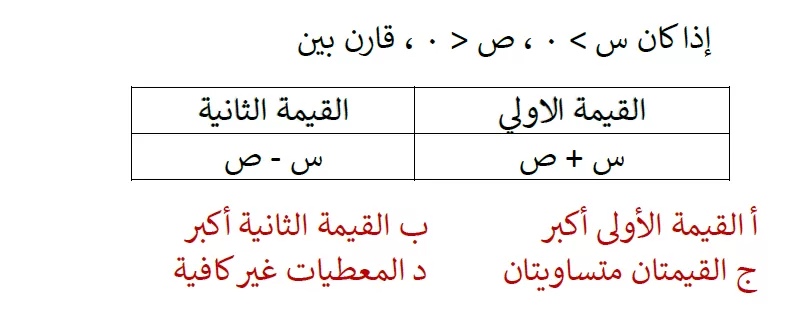 إذا كان س > ٠ ، ص < ٠ ، قارن بين
القيمة الاولي القيمة الثانية
س + ص س - ص
أ القيمة الأولى أكبر ب القيمة الثانية أكبر
ج القيمتان متساويتان د المعطيات غير كافية